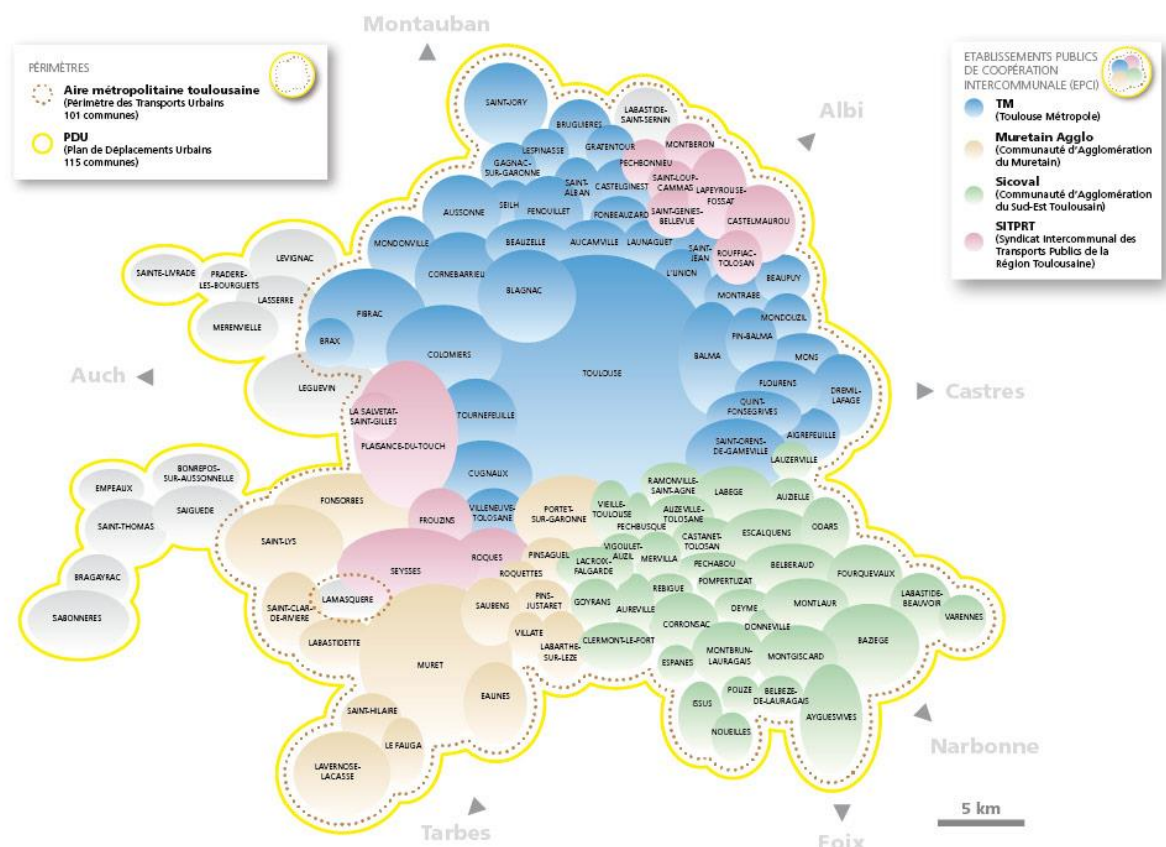 Montauban
PÉRIMÈTRES
Aire métropolitaine toulousaine
(Périmètre des Transports Urbains
101 communes)
PDU
(Plan de Déplacements Urbains
115 communes)
ETABLISSEMENTS PUBLICS
DE COOPÉRATION
INTERCOMMUNALE (EPCI)
TM
(Toulouse Métropole)
Muretain Agglo
(Communauté d'Agglomération
du Muretain)
Sicoval
(Communauté d'Agglomération
du Sud-Est Toulousain)
SITPRT
(Syndicat Intercommunal des
Transports Publics de la
Région Toulousaine)
Albi
SAINT-JORY
LABASTIDE-
SAINT-SERNIN
BRUGUIERES
MONTBERON
GRATENTOUR
LESPINASSE
PECHBONNIEU
GAGNAC-
SUR-GARONNE
SAINT-LOUP-
CAMMAS
SAINT-
ALBAN
CASTELGINEST
LAPEYROUSE-
FOSSAT
SEILH
FENOUILLET
AUSSONNE
FONBEAUZARD
SAINT-GENIES-
BELLEVUE
CASTELMAUROU
MONDONVILLE
BEAUZELLE
AUCAMVILLE
LAUNAGUET
SAINT-
JEAN
ROUFFIAC-
TOLOSAN
LEVIGNAC
SAINTE-LIVRADE
PRADERE-
LES-BOURGUETS
CORNEBARRIEU
L'UNION
BEAUPUY
LASSERRE
BLAGNAC
MONTRABE
PIBRAC
MERENVIELLE
MONDOUZIL
BRAX
PIN-BALMA
COLOMIERS
BALMA
MONS
Auch
TOULOUSE
LEGUEVIN
FLOURENS
DREMIL-
LAFAGE
Castres
QUINT-
FONSEGRIVES
LA SALVETAT-
SAINT-GILLES
TOURNEFEUILLE
PLAISANCE-DU-TOUCH
SAINT-ORENS-
DE-GAMEVILLE
AIGREFEUILLE
LAUZERVILLE
BONREPOS-
SUR-AUSSONNELLE
CUGNAUX
RAMONVILLE-
SAINT-AGNE
EMPEAUX
LABEGE
AUZIELLE
FONSORBES
SAIGUEDE
VILLENEUVE-
TOLOSANE
PORTET-
SUR-GARONNE
VIEILLE-
TOULOUSE
AUZEVILLE-
TOLOSANE
FROUZINS
PECHBUSQUE
SAINT-THOMAS
ODARS
ESCALQUENS
SAINT-LYS
CASTANET-
TOLOSAN
VIGOULET-
AUZIL
ROQUES
PINSAGUEL
MERVILLA
LACROIX-
FALGARDE
PECHABOU
BELBERAUD
SEYSSES
ROQUETTES
FOURQUEVAUX
BRAGAYRAC
POMPERTUZAT
REBIGUE
LABASTIDE-
BEAUVOIR
LAMASQUERE
PINS-
JUSTARET
GOYRANS
MONTLAUR
SAINT-CLAR-
DE-RIVIERE
SAUBENS
AUREVILLE
DEYME
VARENNES
SABONNERES
CORRONSAC
DONNEVILLE
VILLATE
CLERMONT-LE-FORT
BAZIEGE
LABASTIDETTE
LABARTHE-
SUR-LEZE
MONTBRUN-
LAURAGAIS
MONTGISCARD
MURET
ESPANES
POUZE
BELBEZE-
DE-LAURAGAIS
EAUNES
ISSUS
SAINT-HILAIRE
AYGUESVIVES
NOUEILLES
LE FAUGA
LAVERNOSE-
LACASSE
Narbonne
5 km
Tarbes
Foix